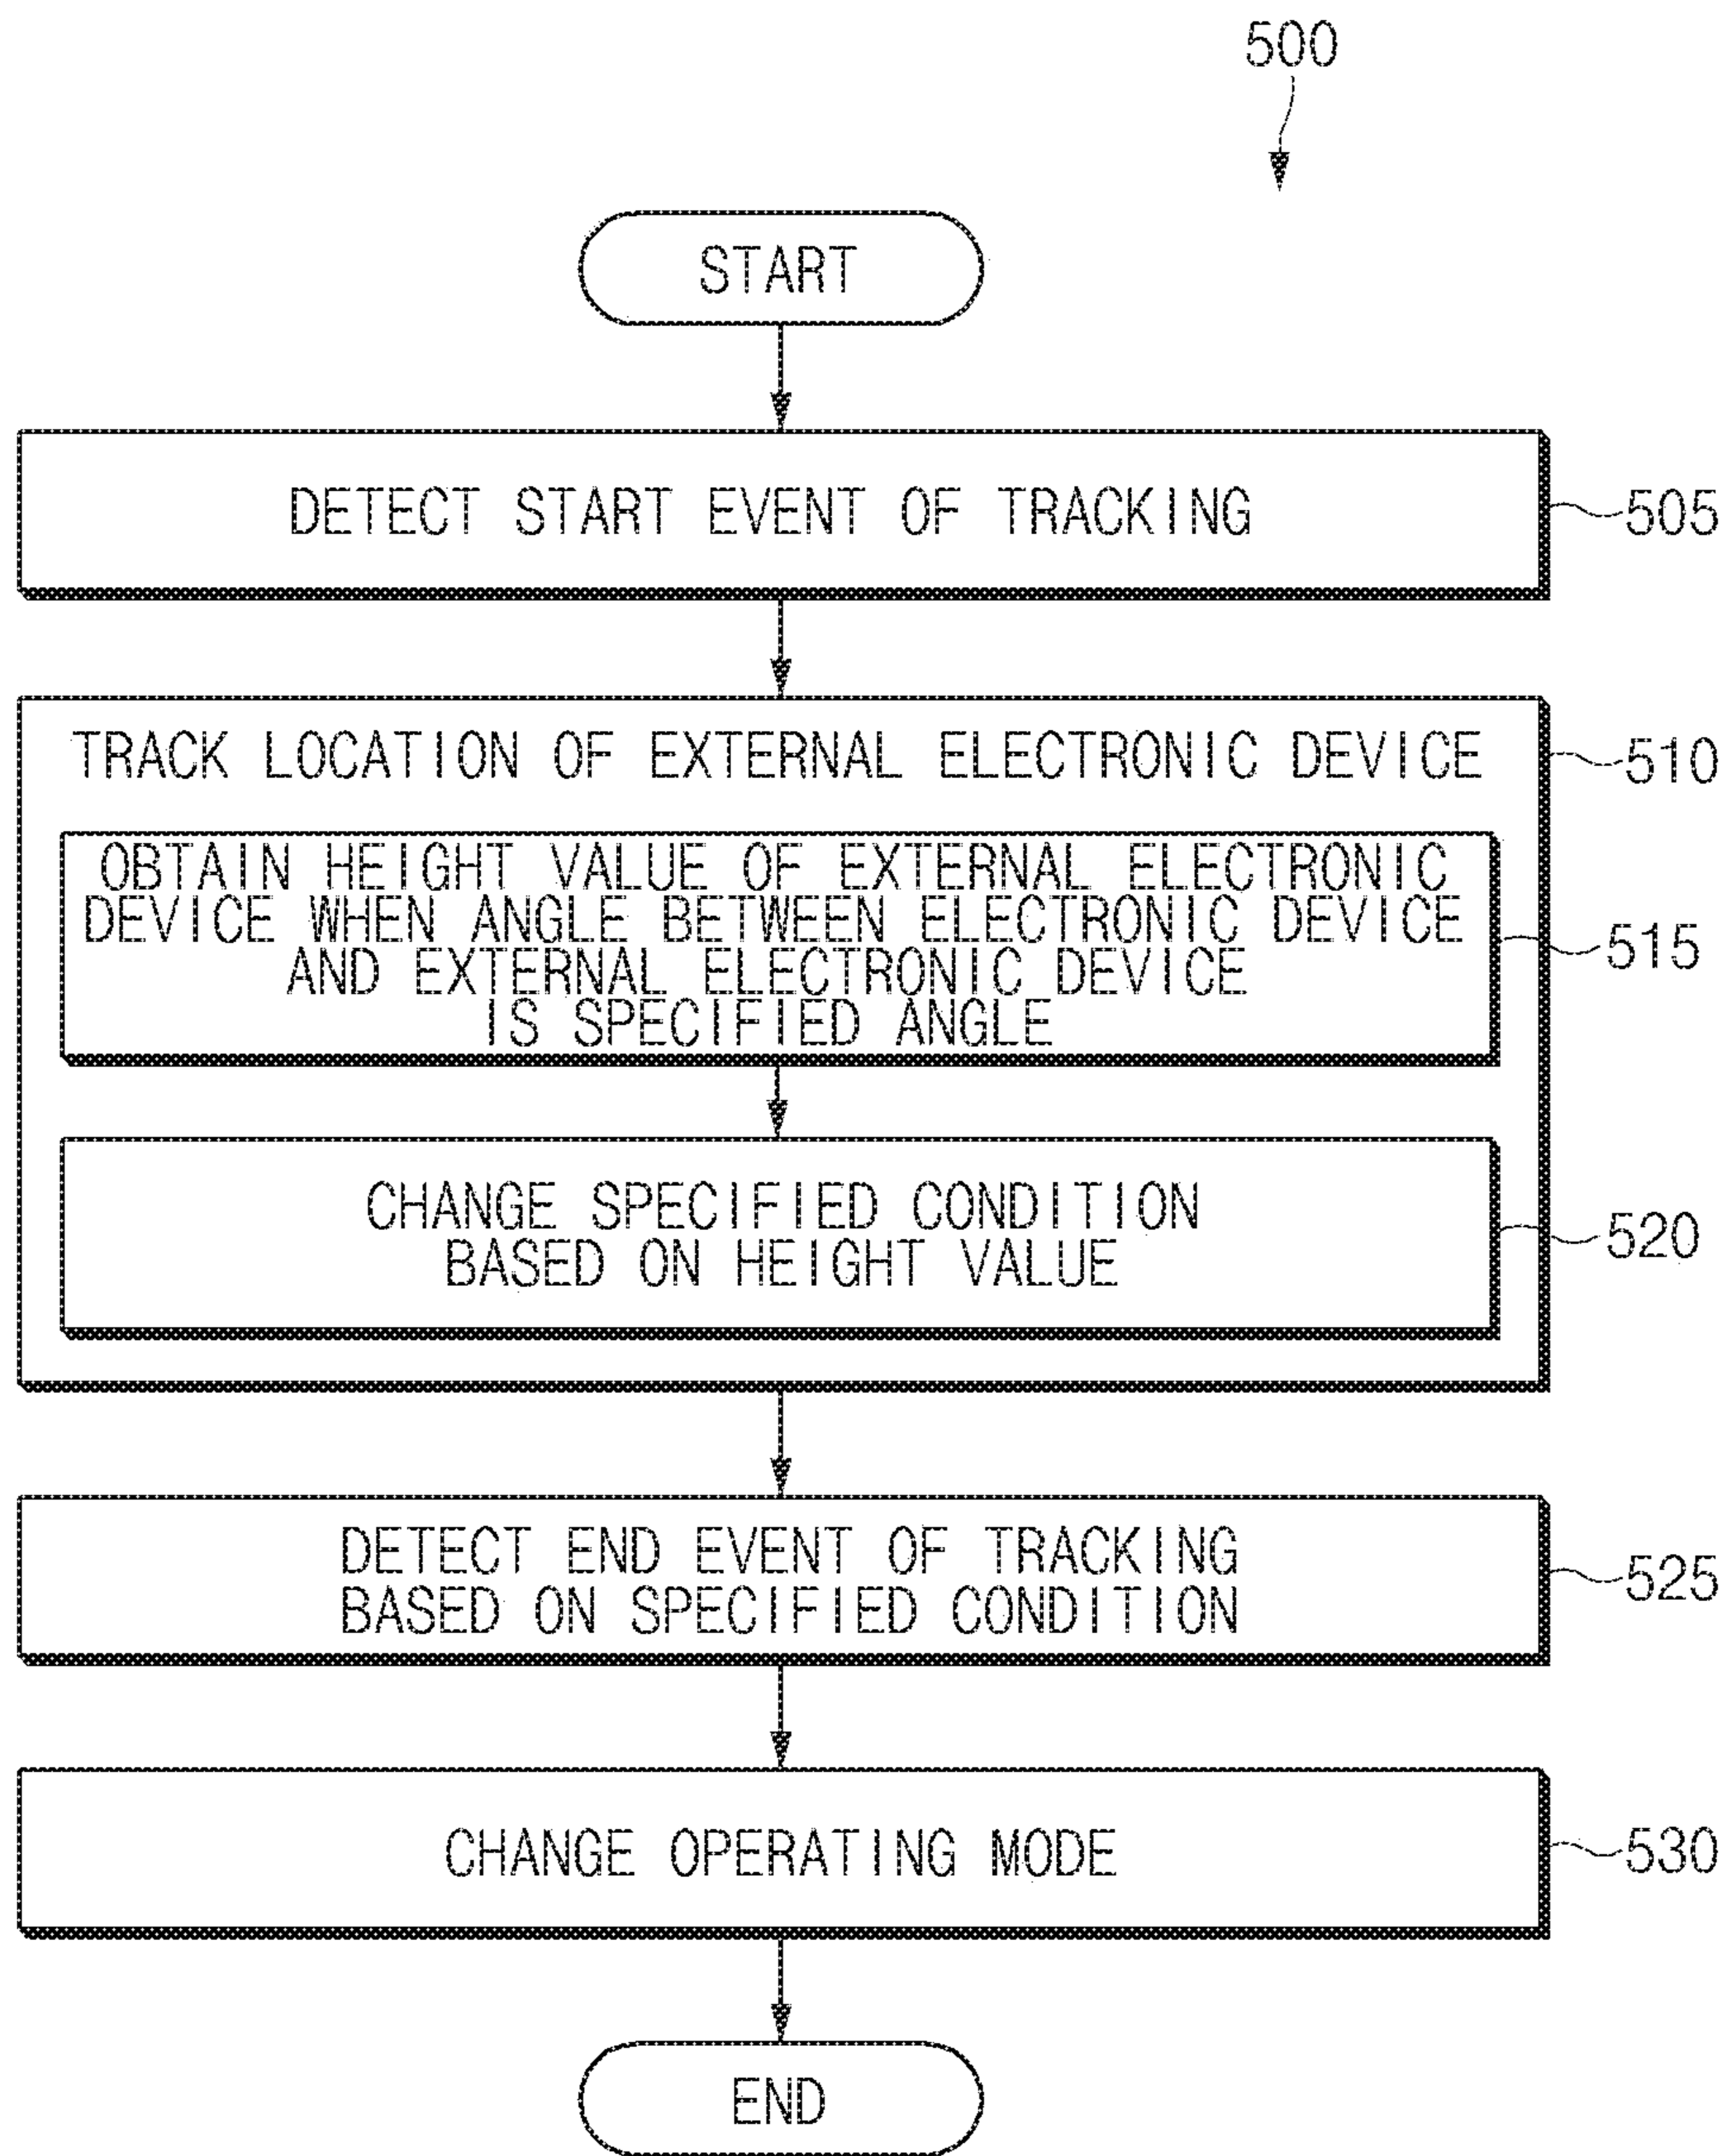 500
START
DETECT START EVENT OF TRACKING
505
TRACK LOCATION OF EXTERNAL ELECTRONIC DEVICE
510
OBTAIN HEIGHT VALUE OF EXTERNAL ELECTRONIC
DEVICE WHEN ANGLE BETWEEN ELECTRONIC DEVICE
AND EXTERNAL ELECTRONIC DEVICE
IS SPECIFIED ANGLE
515
CHANGE SPECIFIED CONDITION
BASED ON HEIGHT VALUE
520
DETECT END EVENT OF TRACKING
BASED ON SPECIFIED CONDITION
525
CHANGE OPERATING MODE
530
END